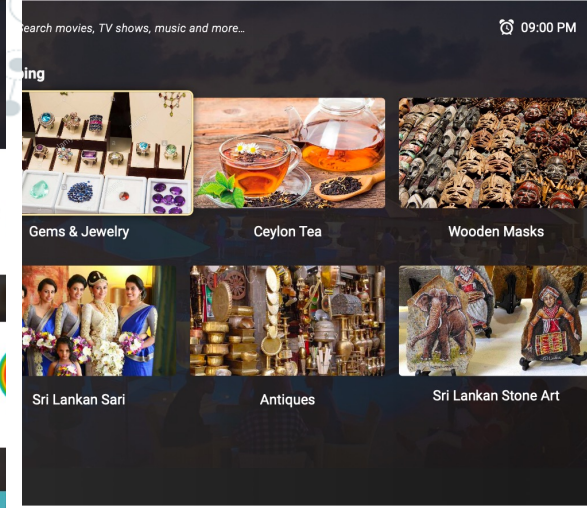 Search movies, TV shows, music and more...
09:00 PM
ping
Gems & Jewelry
Ceylon Tea
Wooden Masks
Sri Lankan Sari
Antiques
Sri Lankan Stone Art